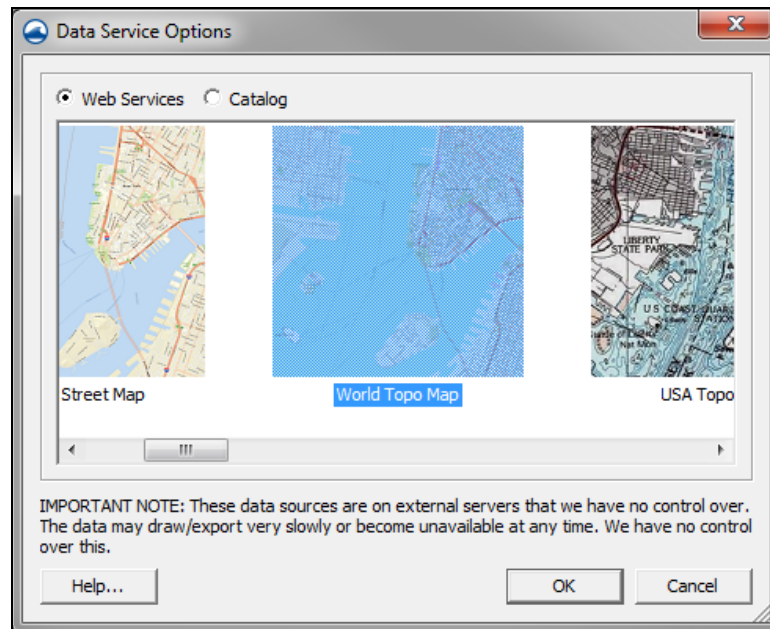 Data Service Options
Web Services
Catalog
LIBERTY
STATE PARK
U S COAST GUARD
STATION
Nat Mon
Street Map
World Topo Map
USA Topo
IMPORTANT NOTE: These data sources are on external servers that we have no control over.
The data may draw/export very slowly or become unavailable at any time. We have no control
over this.
Help...
OK
Cancel